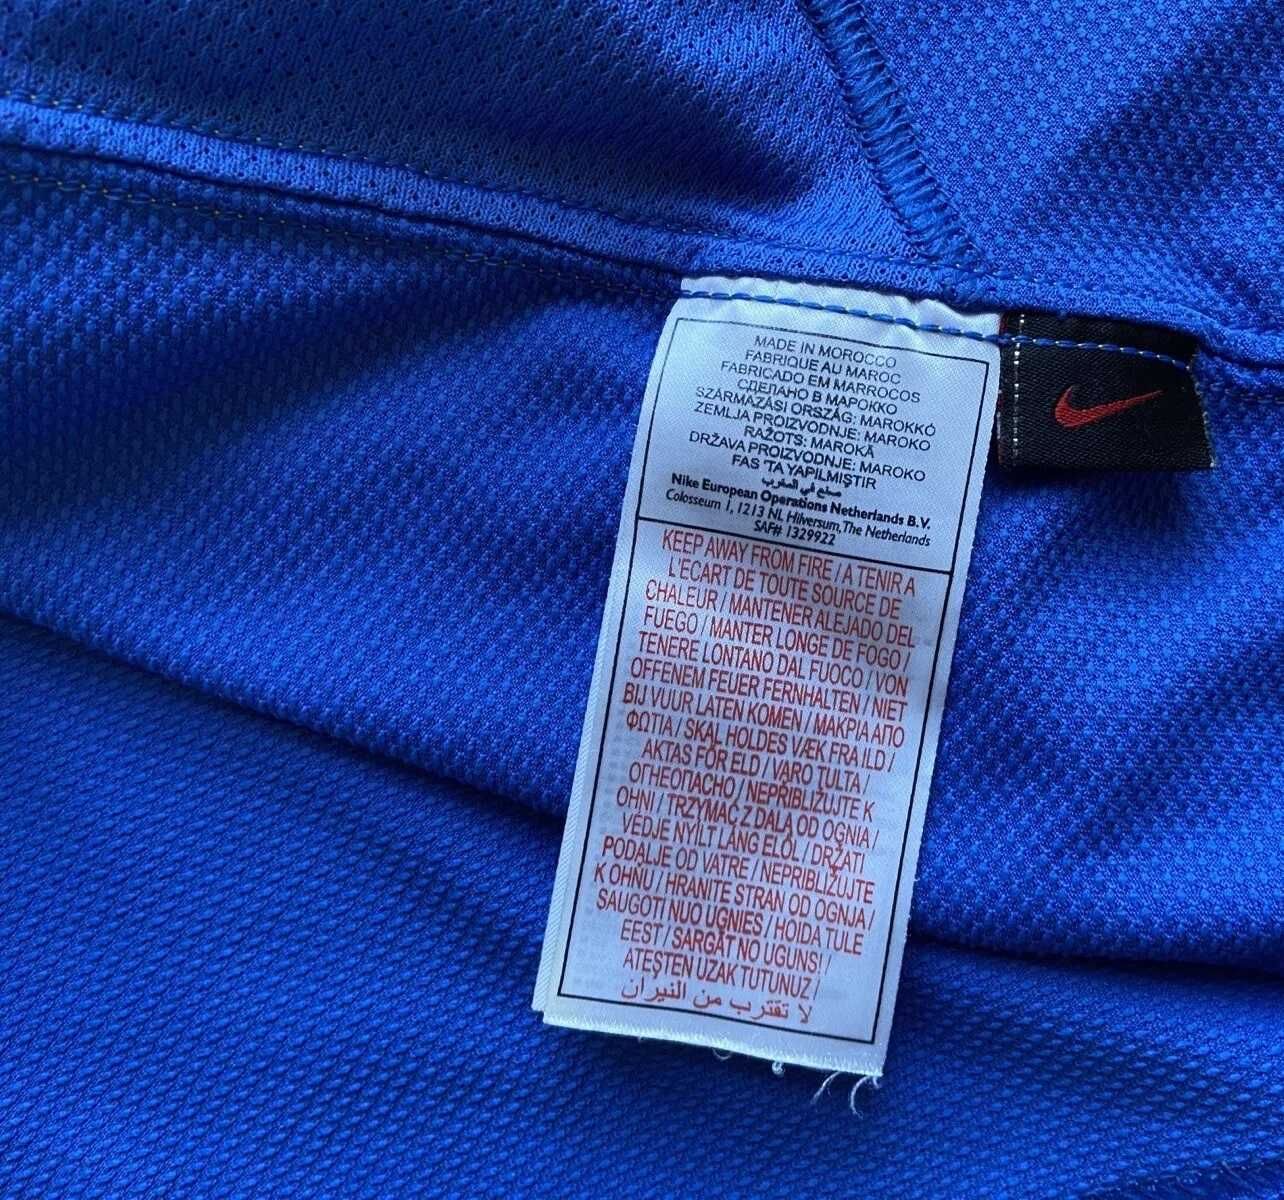 MADE IN MOROCCO
FABRIQUE AU MAROC
FABRICADO EM MARROCOS
СДЕЛАНО В МАРОККО
SZÁRMAZÁSI ORSZÁG: MAROKKÓ
ZEMLJA PROIZVODNJE: MAROKO
RAŽOTS: MAROKĀ
DRŽAVA PROIZVODNJE: MAROKO
FAS 'TA YAPILMIŞTIR
صنع في المغرب
Nike European Operations Netherlands B.V.
Colosseum 1, 1213 NL Hilversum, The Netherlands
SAF# 1329922
KEEP AWAY FROM FIRE / A TENIR A
L'ECART DE TOUTE SOURCE DE
CHALEUR / MANTENER ALEJADO DEL
FUEGO / MANTER LONGE DE FOGO /
TENERE LONTANO DAL FUOCO / VON
OFFENEM FEUER FERNHALTEN / NIET
BIJ VUUR LATEN KOMEN / ΜΑΚΡΙΑ ΑΠΟ
ΦΩΤΙΑ / SKAL HOLDES VÆK FRA ILD /
AKTAS FÖR ELD / VARO TULTA /
ОГНЕОПАСНО / NEPŘIBLIŽUJTE K
OHNI / TRZYMAĆ Z DALA OD OGNIA /
VÉDJE NYÍLT LÁNG ELÖL / DRŽATI
PODALJE OD VATRE / NEPRIBLIŽUJTE
K OHŇU / HRANITE STRAN OD OGNJA /
SAUGOTI NUO UGNIES / HOIDA TULE
EEST / SARGĀT NO UGUNS! /
ATEŞTEN UZAK TUTUNUZ /
لا تقترب من النيران